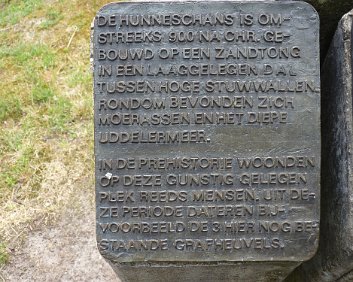 DE HUNNESCHANS IS OM-
STREEKS 900 NA CHR. GE-
BOUWD OP EEN ZANDTONG
IN EEN LAAGGELEGEN DAL
TUSSEN HOGE STUWWALLEN.
RONDOM BEVONDEN ZICH
MOERASSEN EN HET DIEPE
UDDELERMEER.
IN DE PREHISTORIE WOONDEN
OP DEZE GUNSTIG GELEGEN
PLEK REEDS MENSEN. UIT DE-
ZE PERIODE DATEREN BIJ-
VOORBEELD DE 3 HIER NOG BE-
STAANDE GRAFHEUVELS.